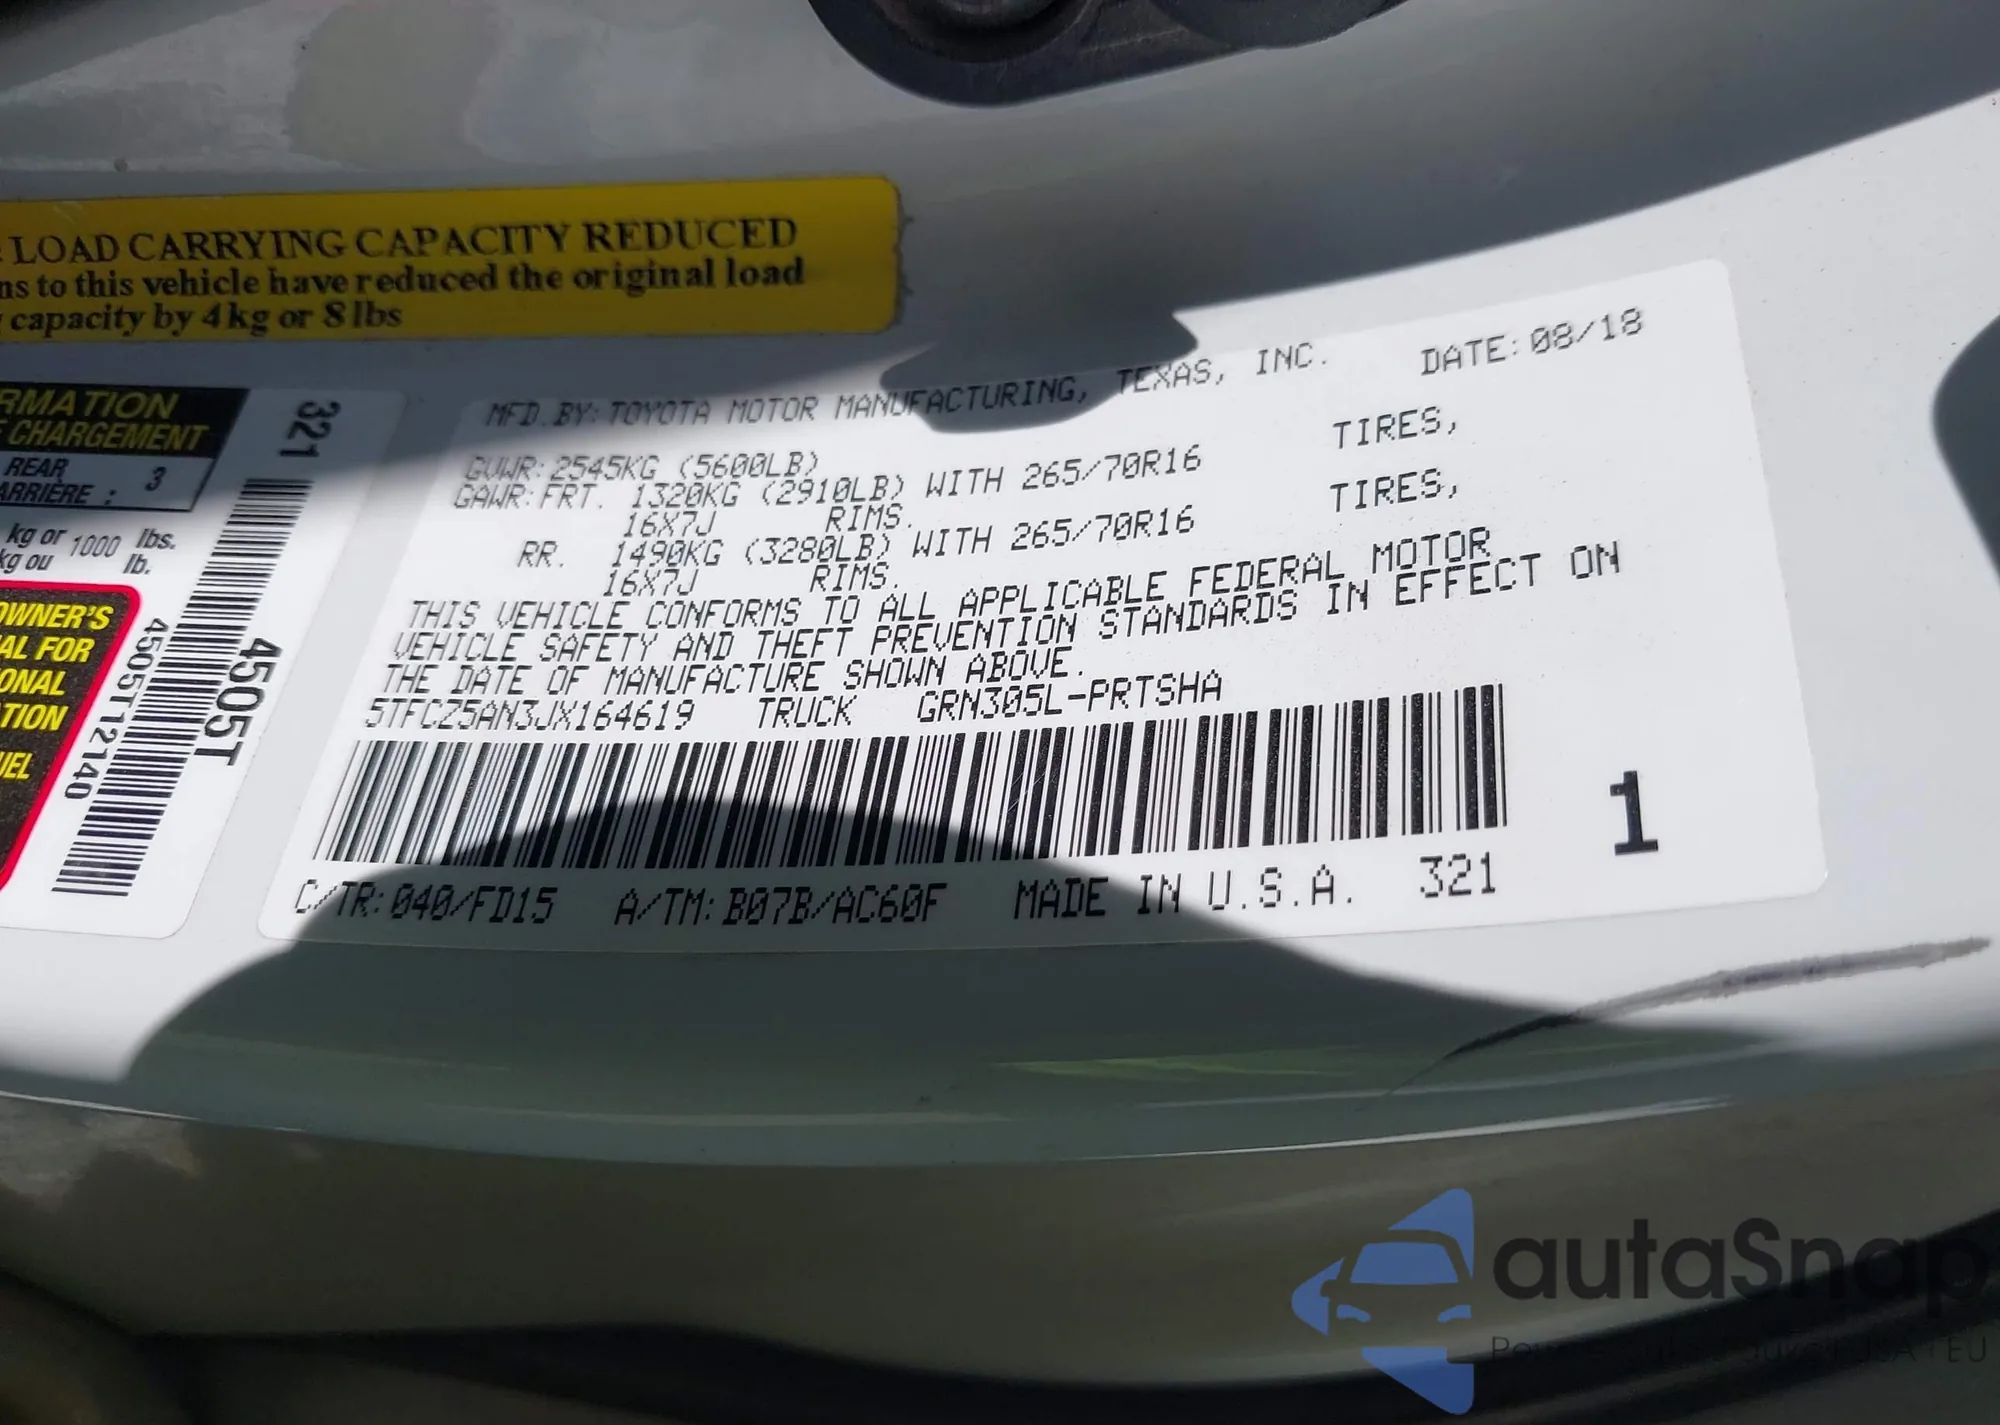 LOAD CARRYING CAPACITY REDUCED
ns to this vehicle have reduced the original load
capacity by 4 kg or 8 lbs
RMATION
E CHARGEMENT
REAR 3
ARRIÈRE :
kg or 1000 lbs.
kg ou lb.
OWNER'S
AL FOR
ONAL
TION
UEL
321
4505T
4505T12140
MFD. BY: TOYOTA MOTOR MANUFACTURING, TEXAS, INC. DATE: 08/18
GVWR: 2545KG (5600LB)
GAWR: FRT. 1320KG (2910LB) WITH 265/70R16 TIRES,
16X7J RIMS.
RR. 1490KG (3280LB) WITH 265/70R16 TIRES,
16X7J RIMS.
THIS VEHICLE CONFORMS TO ALL APPLICABLE FEDERAL MOTOR
VEHICLE SAFETY AND THEFT PREVENTION STANDARDS IN EFFECT ON
THE DATE OF MANUFACTURE SHOWN ABOVE.
5TFCZ5AN3JX164619 TRUCK GRN305L-PRTSHA
1
C/TR: 040/FD15 A/TM: B07B/AC60F MADE IN U.S.A. 321
autaSnap